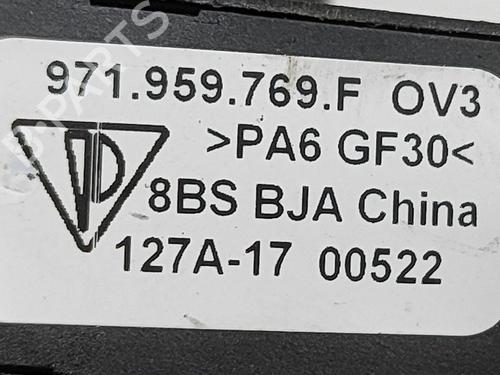 971.959.769.F OV3
>PA6 GF30<
8BS BJA China
127A-17 00522